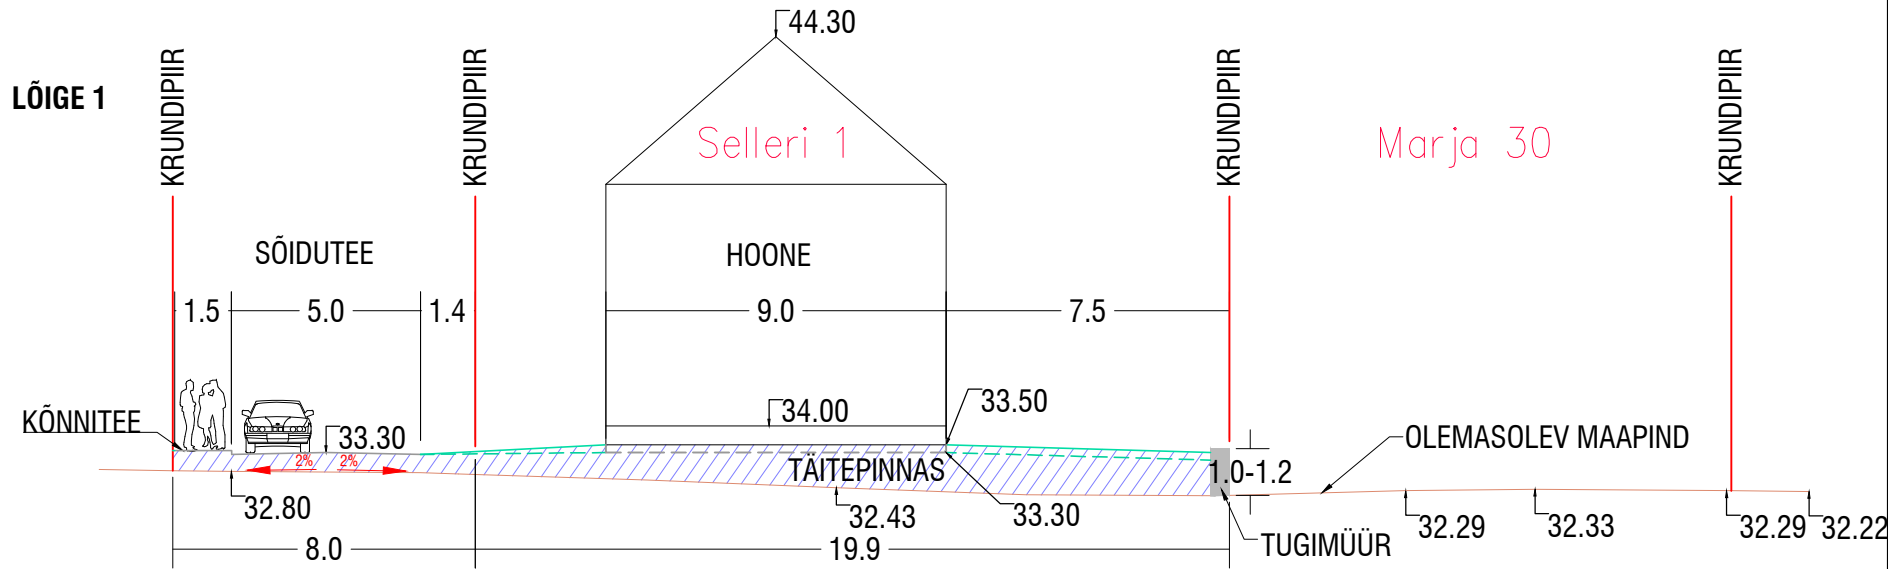 44.30
LÕIGE 1
KRUNDIPIIR
KRUNDIPIIR
KRUNDIPIIR
KRUNDIPIIR
Selleri 1
Marja 30
SÕIDUTEE
HOONE
1.5
5.0
1.4
9.0
7.5
KÕNNITEE
33.30
34.00
33.50
OLEMASOLEV MAAPIND
2%
2%
TÄITEPINNAS
1.0-1.2
32.80
32.43
33.30
32.29
32.33
32.29
32.22
8.0
19.9
TUGIMÜÜR